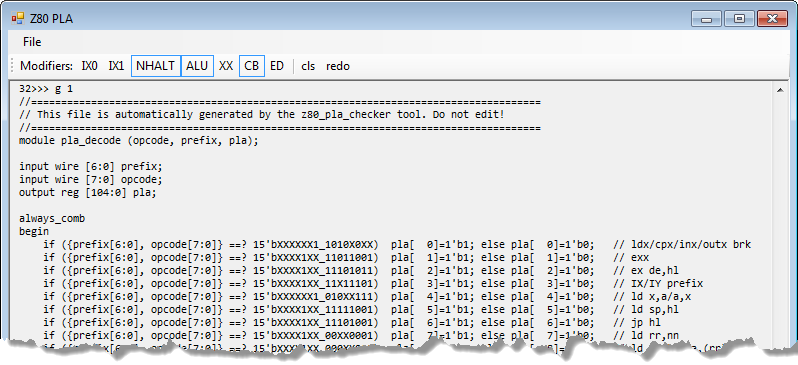 Z80 PLA
File
Modifiers: IX0 IX1 NHALT ALU XX CB ED cls redo
32>>> g 1
//=====================================================================================
// This file is automatically generated by the z80_pla_checker tool. Do not edit!
//=====================================================================================
module pla_decode (opcode, prefix, pla);
input wire [6:0] prefix;
input wire [7:0] opcode;
output reg [104:0] pla;
always_comb
begin
if ({prefix[6:0], opcode[7:0]} ==? 15'bXXXXXX1_1010X0XX) pla[ 0]=1'b1; else pla[ 0]=1'b0; // ldx/cpx/inx/outx brk
if ({prefix[6:0], opcode[7:0]} ==? 15'bXXXX1XX_11011001) pla[ 1]=1'b1; else pla[ 1]=1'b0; // exx
if ({prefix[6:0], opcode[7:0]} ==? 15'bXXXX1XX_11101011) pla[ 2]=1'b1; else pla[ 2]=1'b0; // ex de,hl
if ({prefix[6:0], opcode[7:0]} ==? 15'bXXXX1XX_11X11101) pla[ 3]=1'b1; else pla[ 3]=1'b0; // IX/IY prefix
if ({prefix[6:0], opcode[7:0]} ==? 15'bXXXXXX1_010XX111) pla[ 4]=1'b1; else pla[ 4]=1'b0; // ld x,a/a,x
if ({prefix[6:0], opcode[7:0]} ==? 15'bXXXX1XX_11111001) pla[ 5]=1'b1; else pla[ 5]=1'b0; // ld sp,hl
if ({prefix[6:0], opcode[7:0]} ==? 15'bXXXX1XX_11101001) pla[ 6]=1'b1; else pla[ 6]=1'b0; // jp hl
if ({prefix[6:0], opcode[7:0]} ==? 15'bXXXX1XX_00XX0001) pla[ 7]=1'b1; else pla[ 7]=1'b0; // ld rr,nn